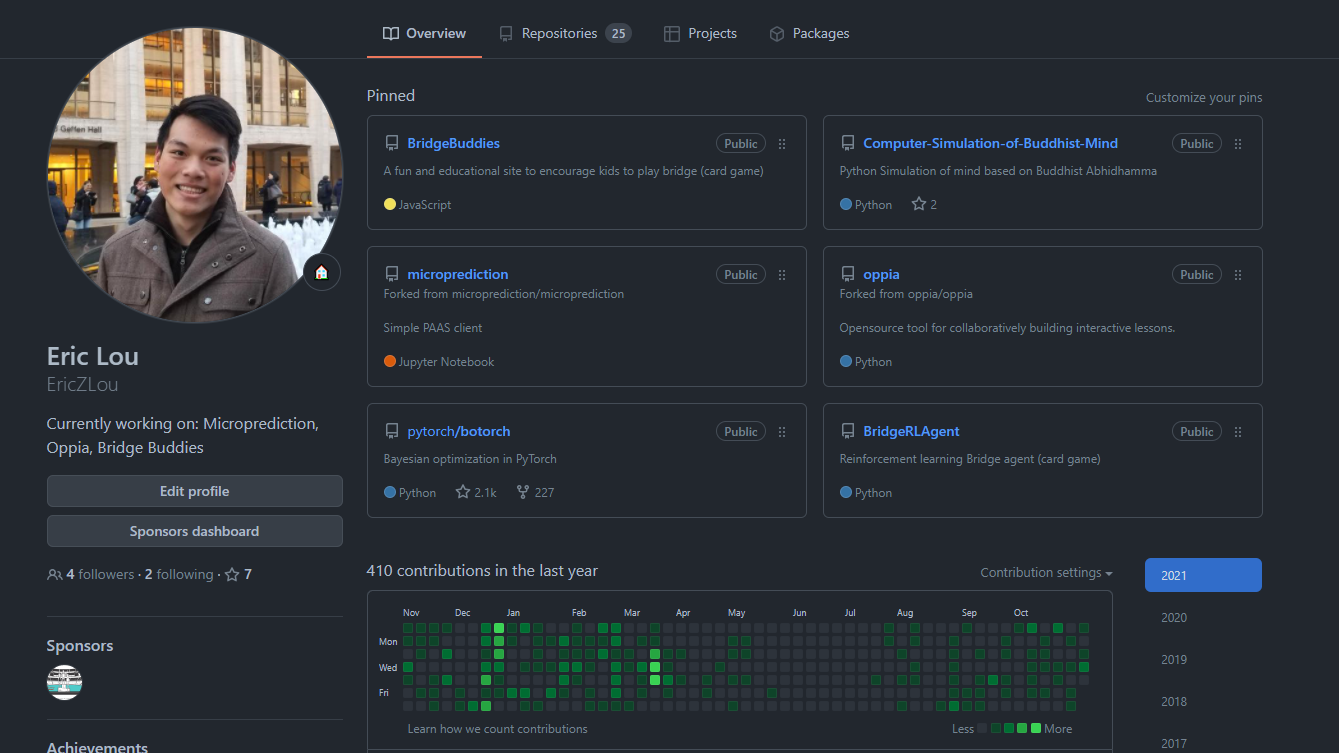 Overview
Repositories 25
Projects
Packages
Geffen Hall
Eric Lou
EricZLou
Currently working on: Microprediction,
Oppia, Bridge Buddies
Edit profile
Sponsors dashboard
4 followers · 2 following · 7
Sponsors
Achievements
Pinned
Customize your pins
BridgeBuddies Public
A fun and educational site to encourage kids to play bridge (card game)
JavaScript
Computer-Simulation-of-Buddhist-Mind Public
Python Simulation of mind based on Buddhist Abhidhamma
Python 2
microprediction Public
Forked from microprediction/microprediction
Simple PAAS client
Jupyter Notebook
oppia Public
Forked from oppia/oppia
Opensource tool for collaboratively building interactive lessons.
Python
pytorch/botorch Public
Bayesian optimization in PyTorch
Python 2.1k 227
BridgeRLAgent Public
Reinforcement learning Bridge agent (card game)
Python
410 contributions in the last year
Contribution settings
Nov Dec Jan Feb Mar Apr May Jun Jul Aug Sep Oct
Mon
Wed
Fri
Learn how we count contributions
Less More
2021
2020
2019
2018
2017